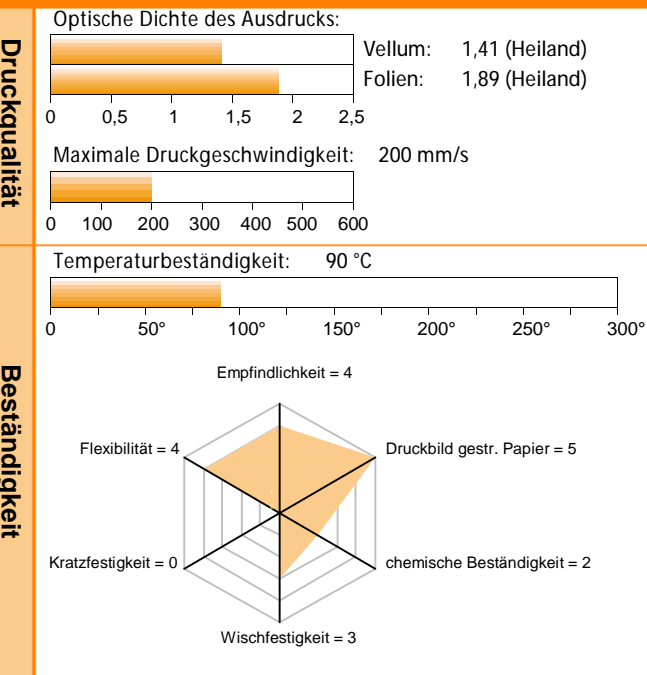 Druckqualität
Optische Dichte des Ausdrucks:
Vellum: 1,41 (Heiland)
Folien: 1,89 (Heiland)
0 0,5 1 1,5 2 2,5
Maximale Druckgeschwindigkeit: 200 mm/s
0 100 200 300 400 500 600
Beständigkeit
Temperaturbeständigkeit: 90 °C
0 50° 100° 150° 200° 250° 300°
Empfindlichkeit = 4
Flexibilität = 4
Druckbild gestr. Papier = 5
Kratzfestigkeit = 0
chemische Beständigkeit = 2
Wischfestigkeit = 3